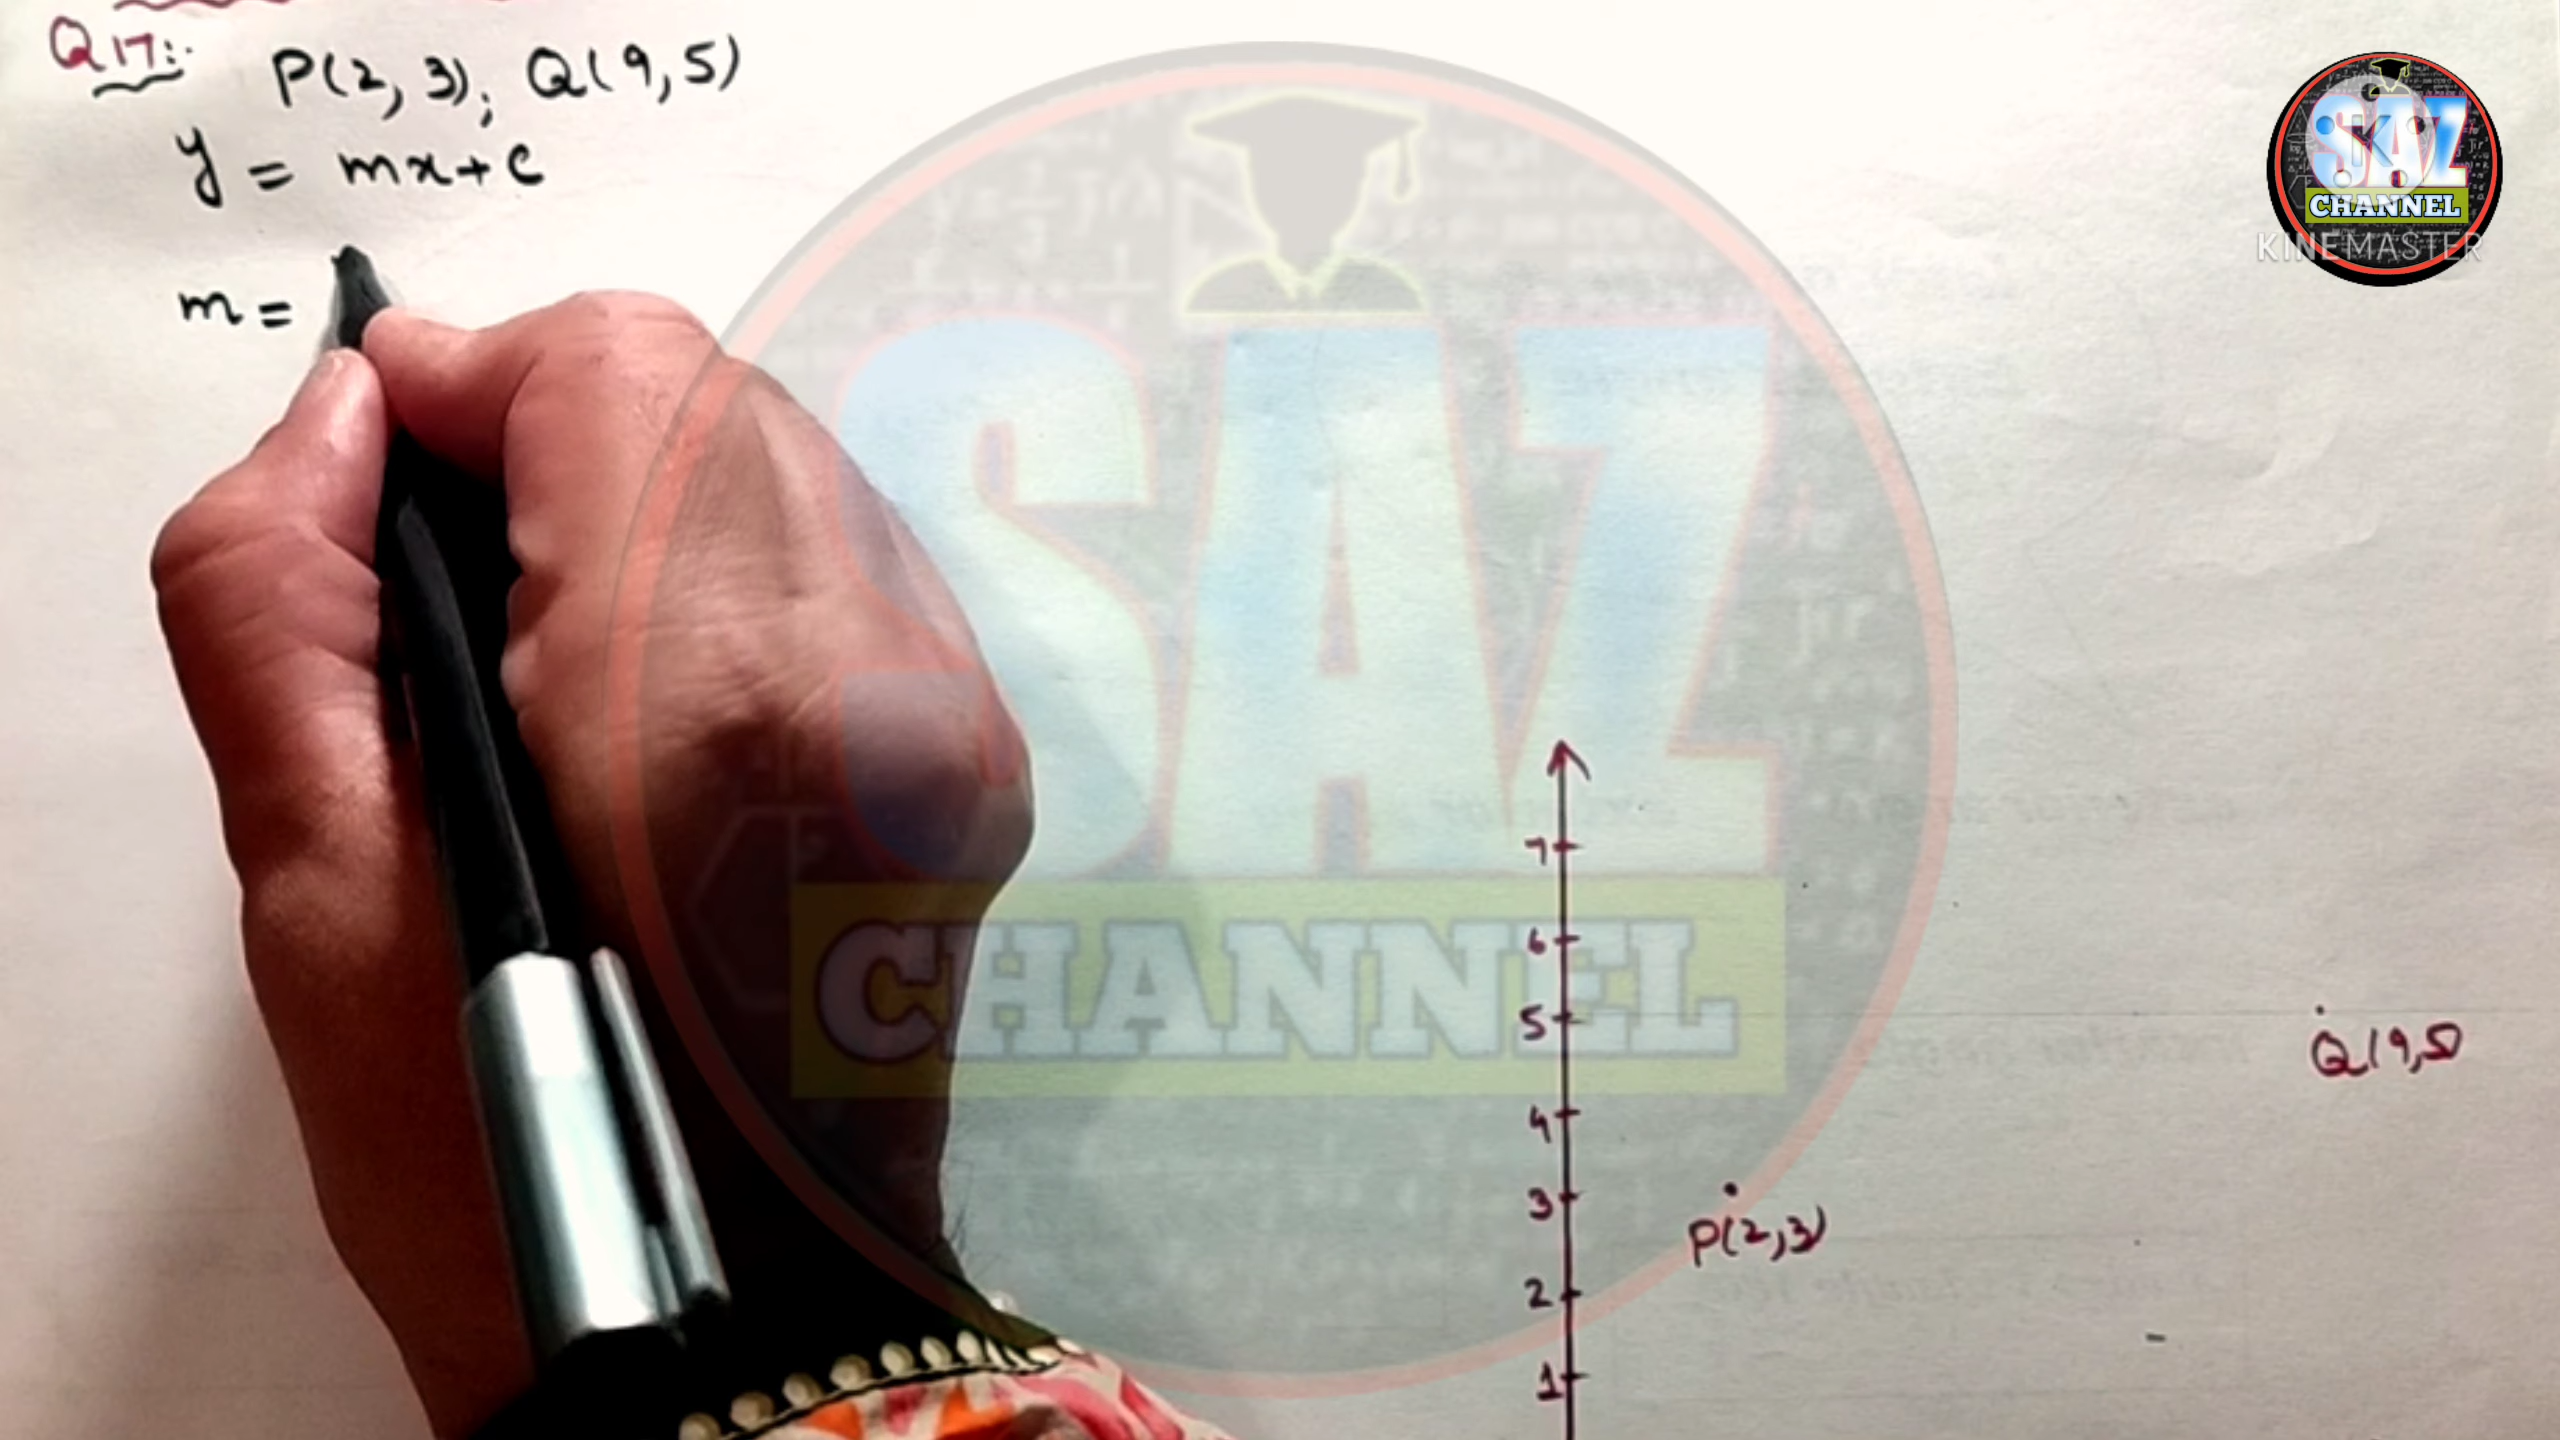 Q17:
P(2, 3); Q(9, 5)
y = mx + c
m =
SAZ
CHANNEL
KINEMASTER
SAZ
CHANNEL
7
6
5
Q(9,5)
4
3
P(2,3)
2
1